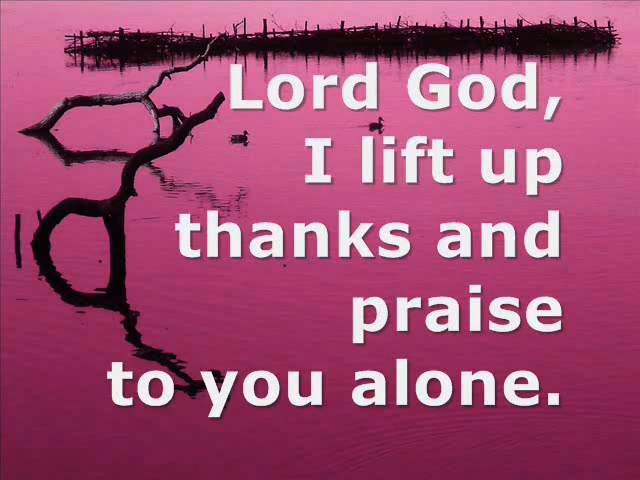 Lord God,
I lift up
thanks and
praise
to you alone.